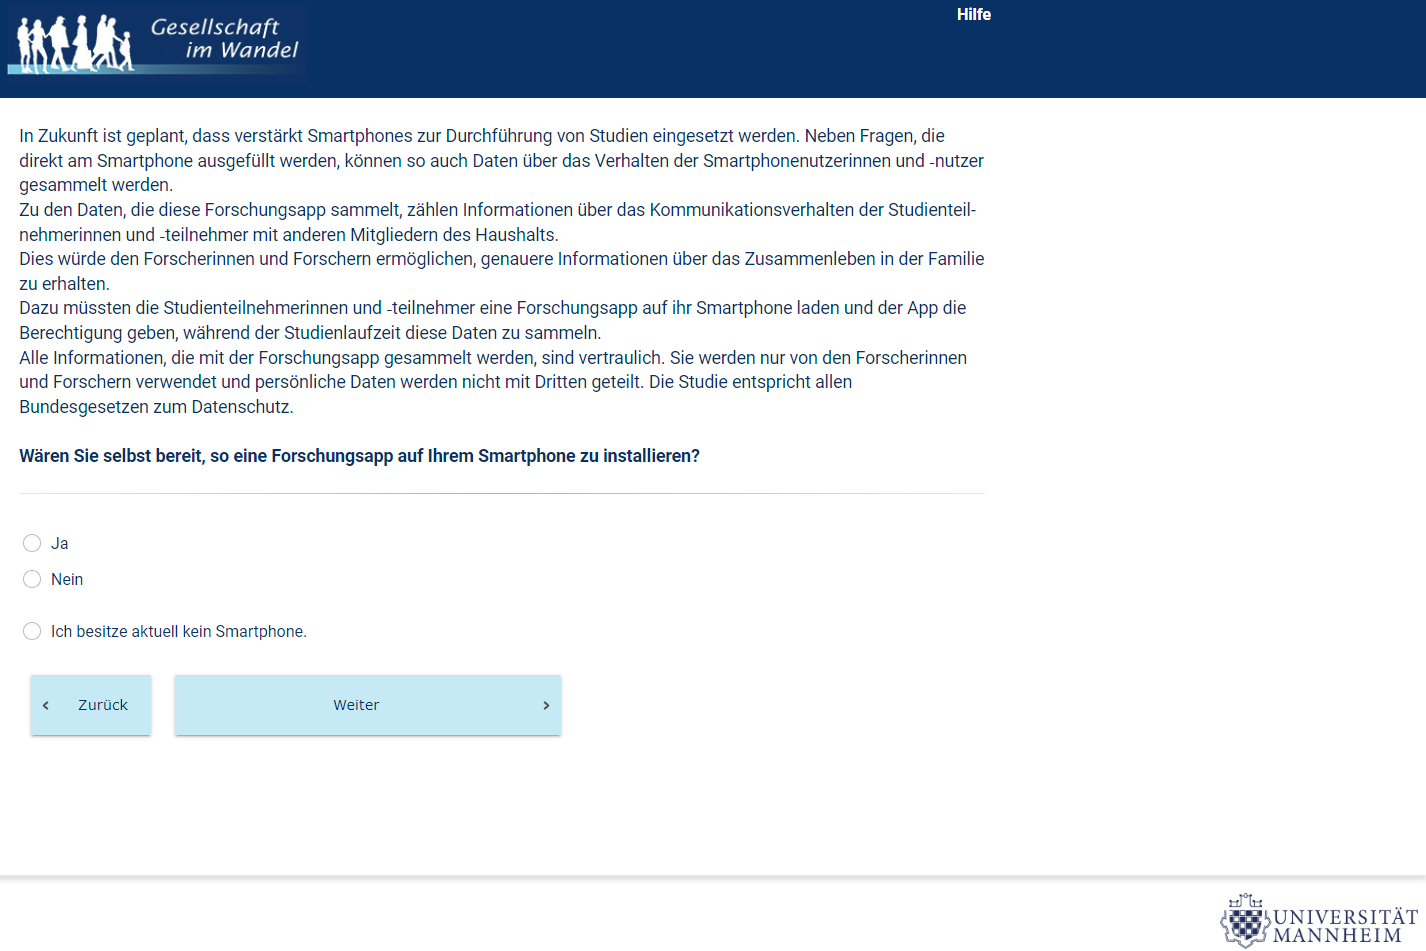 Gesellschaft
im Wandel
Hilfe
In Zukunft ist geplant, dass verstärkt Smartphones zur Durchführung von Studien eingesetzt werden. Neben Fragen, die
direkt am Smartphone ausgefüllt werden, können so auch Daten über das Verhalten der Smartphonenutzerinnen und -nutzer
gesammelt werden.
Zu den Daten, die diese Forschungsapp sammelt, zählen Informationen über das Kommunikationsverhalten der Studienteil-
nehmerinnen und -teilnehmer mit anderen Mitgliedern des Haushalts.
Dies würde den Forscherinnen und Forschern ermöglichen, genauere Informationen über das Zusammenleben in der Familie
zu erhalten.
Dazu müssten die Studienteilnehmerinnen und -teilnehmer eine Forschungsapp auf ihr Smartphone laden und der App die
Berechtigung geben, während der Studienlaufzeit diese Daten zu sammeln.
Alle Informationen, die mit der Forschungsapp gesammelt werden, sind vertraulich. Sie werden nur von den Forscherinnen
und Forschern verwendet und persönliche Daten werden nicht mit Dritten geteilt. Die Studie entspricht allen
Bundesgesetzen zum Datenschutz.
Wären Sie selbst bereit, so eine Forschungsapp auf Ihrem Smartphone zu installieren?
Ja
Nein
Ich besitze aktuell kein Smartphone.
‹ Zurück
Weiter ›
UNIVERSITÄT
MANNHEIM